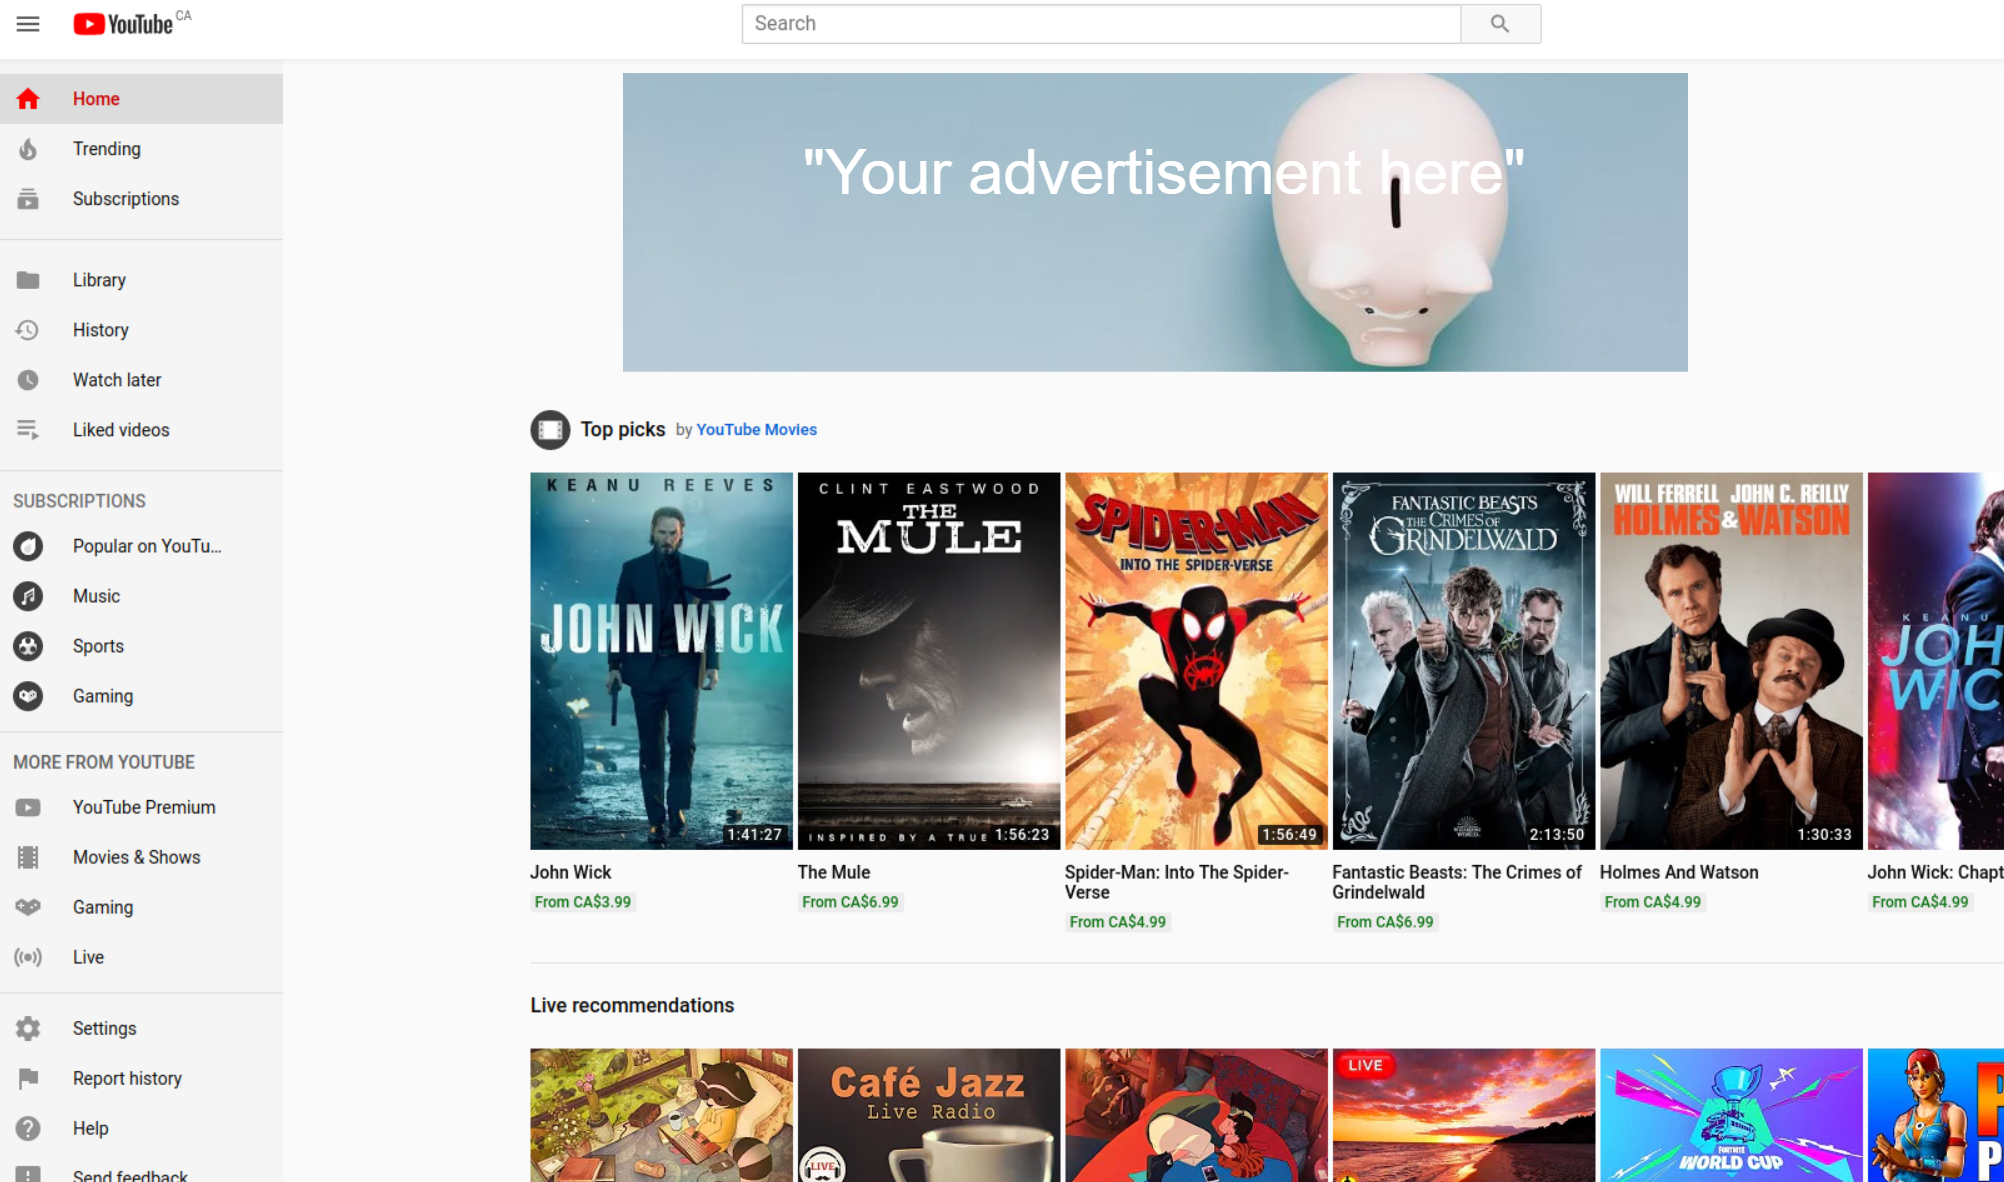 YouTube CA
Search
Home
Trending
Subscriptions
Library
History
Watch later
Liked videos
SUBSCRIPTIONS
Popular on YouTu...
Music
Sports
Gaming
MORE FROM YOUTUBE
YouTube Premium
Movies & Shows
Gaming
Live
Settings
Report history
Help
Send feedback
"Your advertisement here"
Top picks by YouTube Movies
KEANU REEVES
JOHN WICK
1:41:27
John Wick
From CA$3.99
CLINT EASTWOOD
THE
MULE
INSPIRED BY A TRUE
1:56:23
The Mule
From CA$6.99
SPIDER-MAN
INTO THE SPIDER-VERSE
1:56:49
Spider-Man: Into The Spider-
Verse
From CA$4.99
FANTASTIC BEASTS
THE CRIMES OF
GRINDELWALD
WIZARDING
WORLD
2:13:50
Fantastic Beasts: The Crimes of
Grindelwald
From CA$6.99
WILL FERRELL JOHN C. REILLY
HOLMES & WATSON
1:30:33
Holmes And Watson
From CA$4.99
KEANU
JOH
WIC
John Wick: Chapt
From CA$4.99
Live recommendations
Café Jazz
Live Radio
LIVE
LIVE
FORTNITE
WORLD CUP
P
P